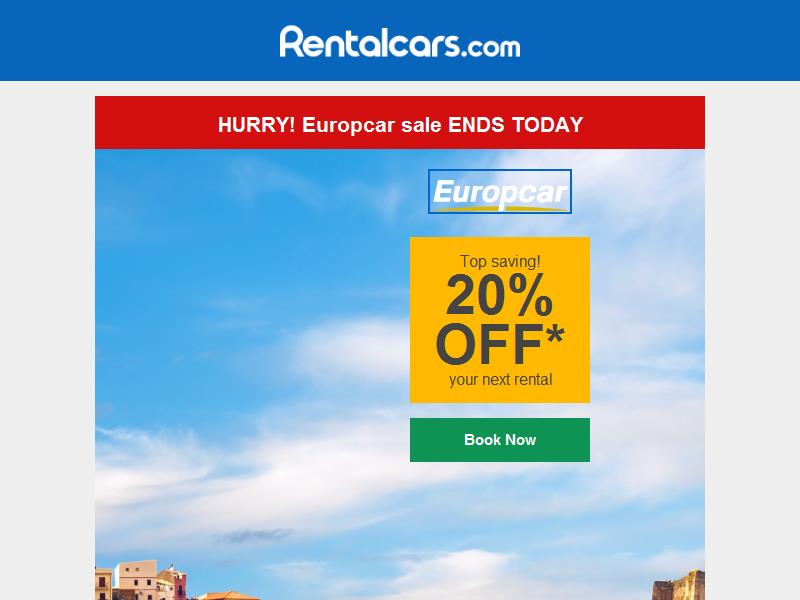 Rentalcars.com
HURRY! Europcar sale ENDS TODAY
Europcar
Top saving!
20%
OFF*
your next rental
Book Now